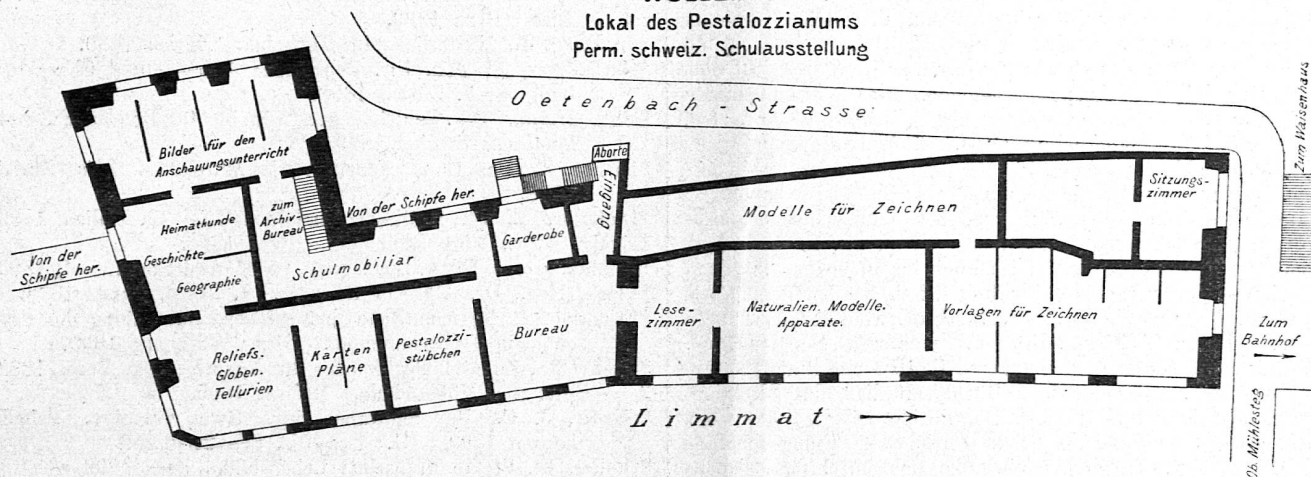 Lokal des Pestalozzianums
Perm. schweiz. Schulausstellung
Oetenbach - Strasse
Zum Waisenhaus
Bilder für den
Anschauungsunterricht
Aborte
Eingang
Von der Schipfe her.
zum
Archiv-
Bureau
Garderobe
Modelle für Zeichnen
Sitzungs-
zimmer
Heimatkunde
Geschichte
Geographie
Von der
Schipfe her.
Schulmobiliar
Reliefs.
Globen.
Tellurien
Karten
Pläne
Pestalozzi-
stübchen
Bureau
Lese-
zimmer
Naturalien. Modelle.
Apparate.
Vorlagen für Zeichnen
Zum
Bahnhof
Limmat
Ob. Mühlesteg